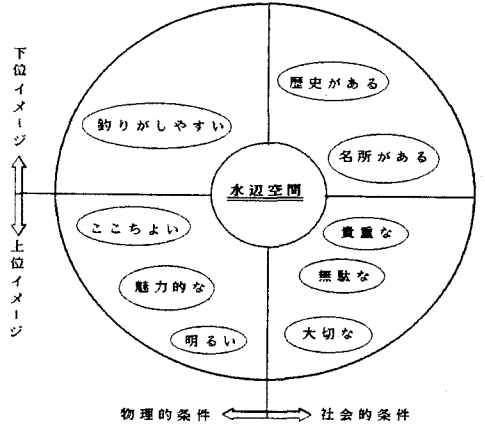 下位イメージ
上位イメージ
歴史がある
釣りがしやすい
名所がある
水辺空間
ここちよい
貴重な
魅力的な
無駄な
大切な
明るい
物理的条件
社会的条件